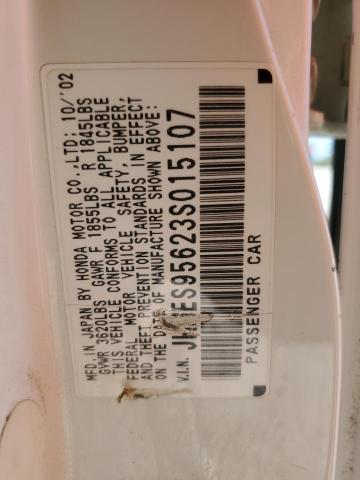 MFD. IN JAPAN BY HONDA MOTOR CO.,LTD: 10/'02
GVWR 3620LBS GAWR F 1855LBS R 1845LBS
THIS VEHICLE CONFORMS TO ALL APPLICABLE
FEDERAL MOTOR VEHICLE SAFETY, BUMPER,
AND THEFT PREVENTION STANDARDS IN EFFECT
ON THE DATE OF MANUFACTURE SHOWN ABOVE:
V.I.N. ES95623S015107
PASSENGER CAR